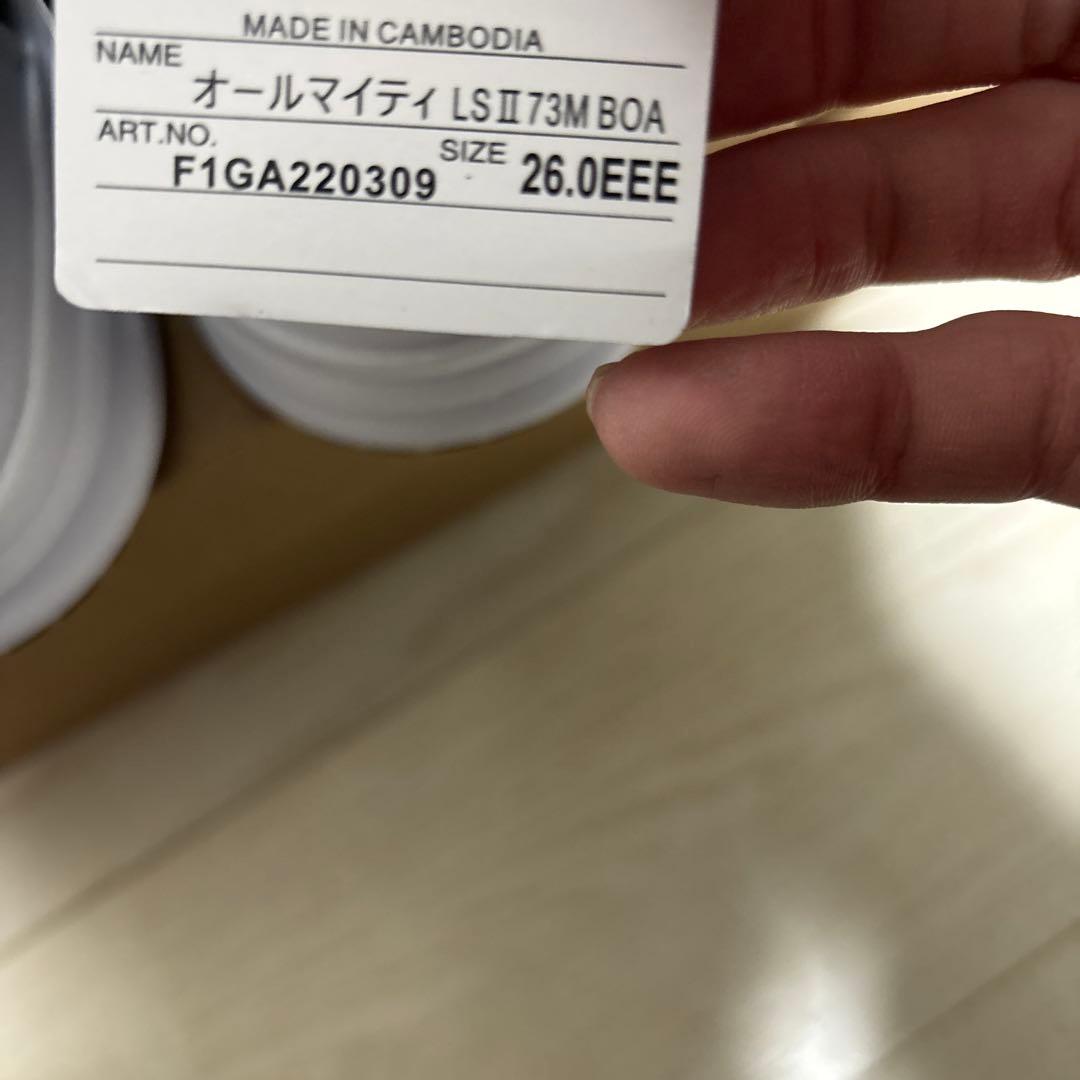 MADE IN CAMBODIA
NAME
オールマイティ LSⅡ73M BOA
ART.NO. SIZE
F1GA220309 26.0EEE